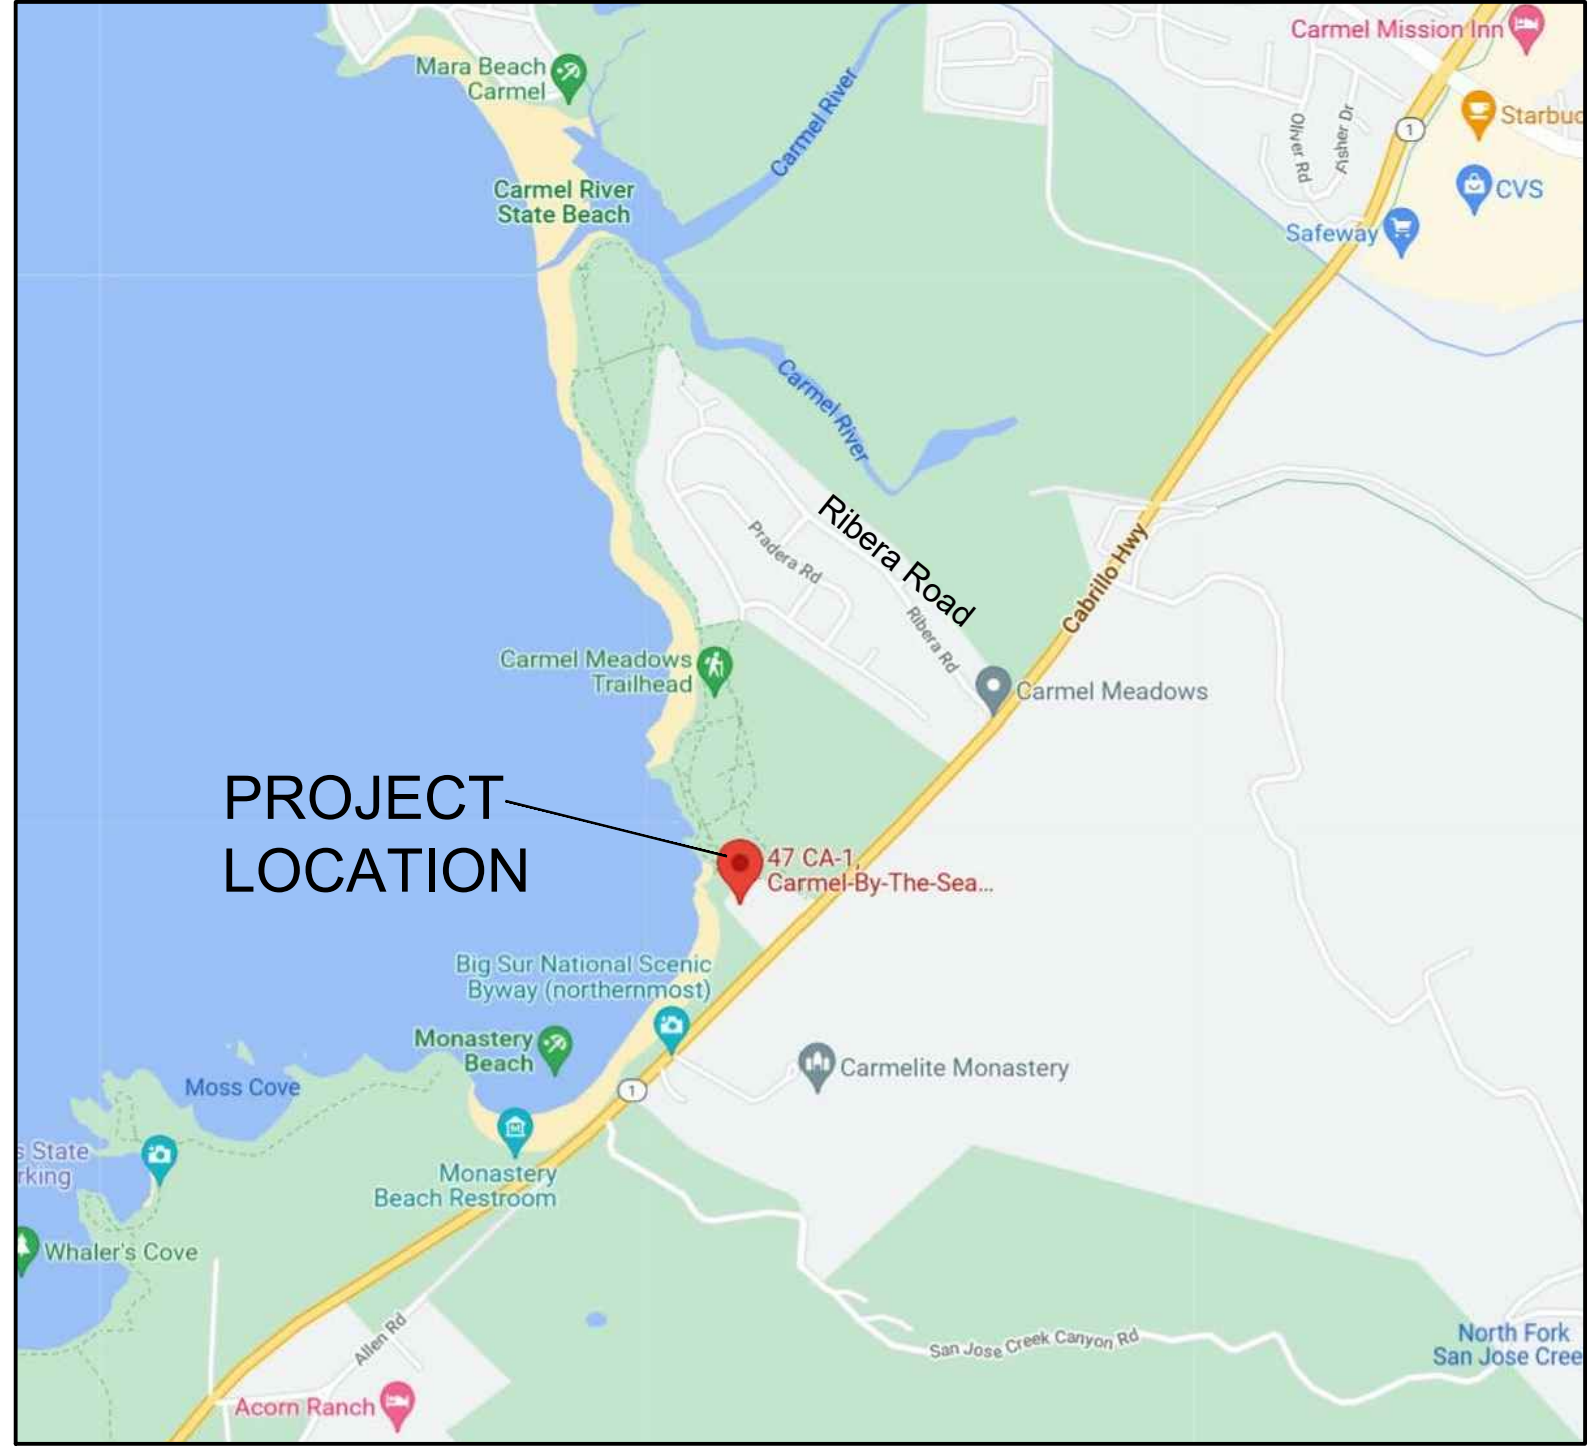 Carmel Mission Inn
Mara Beach
Carmel
Carmel River
Oliver Rd
Fisher Dr
1
Starbuc
CVS
Carmel River
State Beach
Safeway
Carmel River
Ribera Road
Pradera Rd
Cabrillo Hwy
Ribera Rd
Carmel Meadows
Trailhead
Carmel Meadows
PROJECT
LOCATION
47 CA-1,
Carmel-By-The-Sea...
Big Sur National Scenic
Byway (northernmost)
Monastery
Beach
Carmelite Monastery
Moss Cove
1
s State
rking
Monastery
Beach Restroom
Whaler's Cove
Allen Rd
San Jose Creek Canyon Rd
North Fork
San Jose Cree
Acorn Ranch